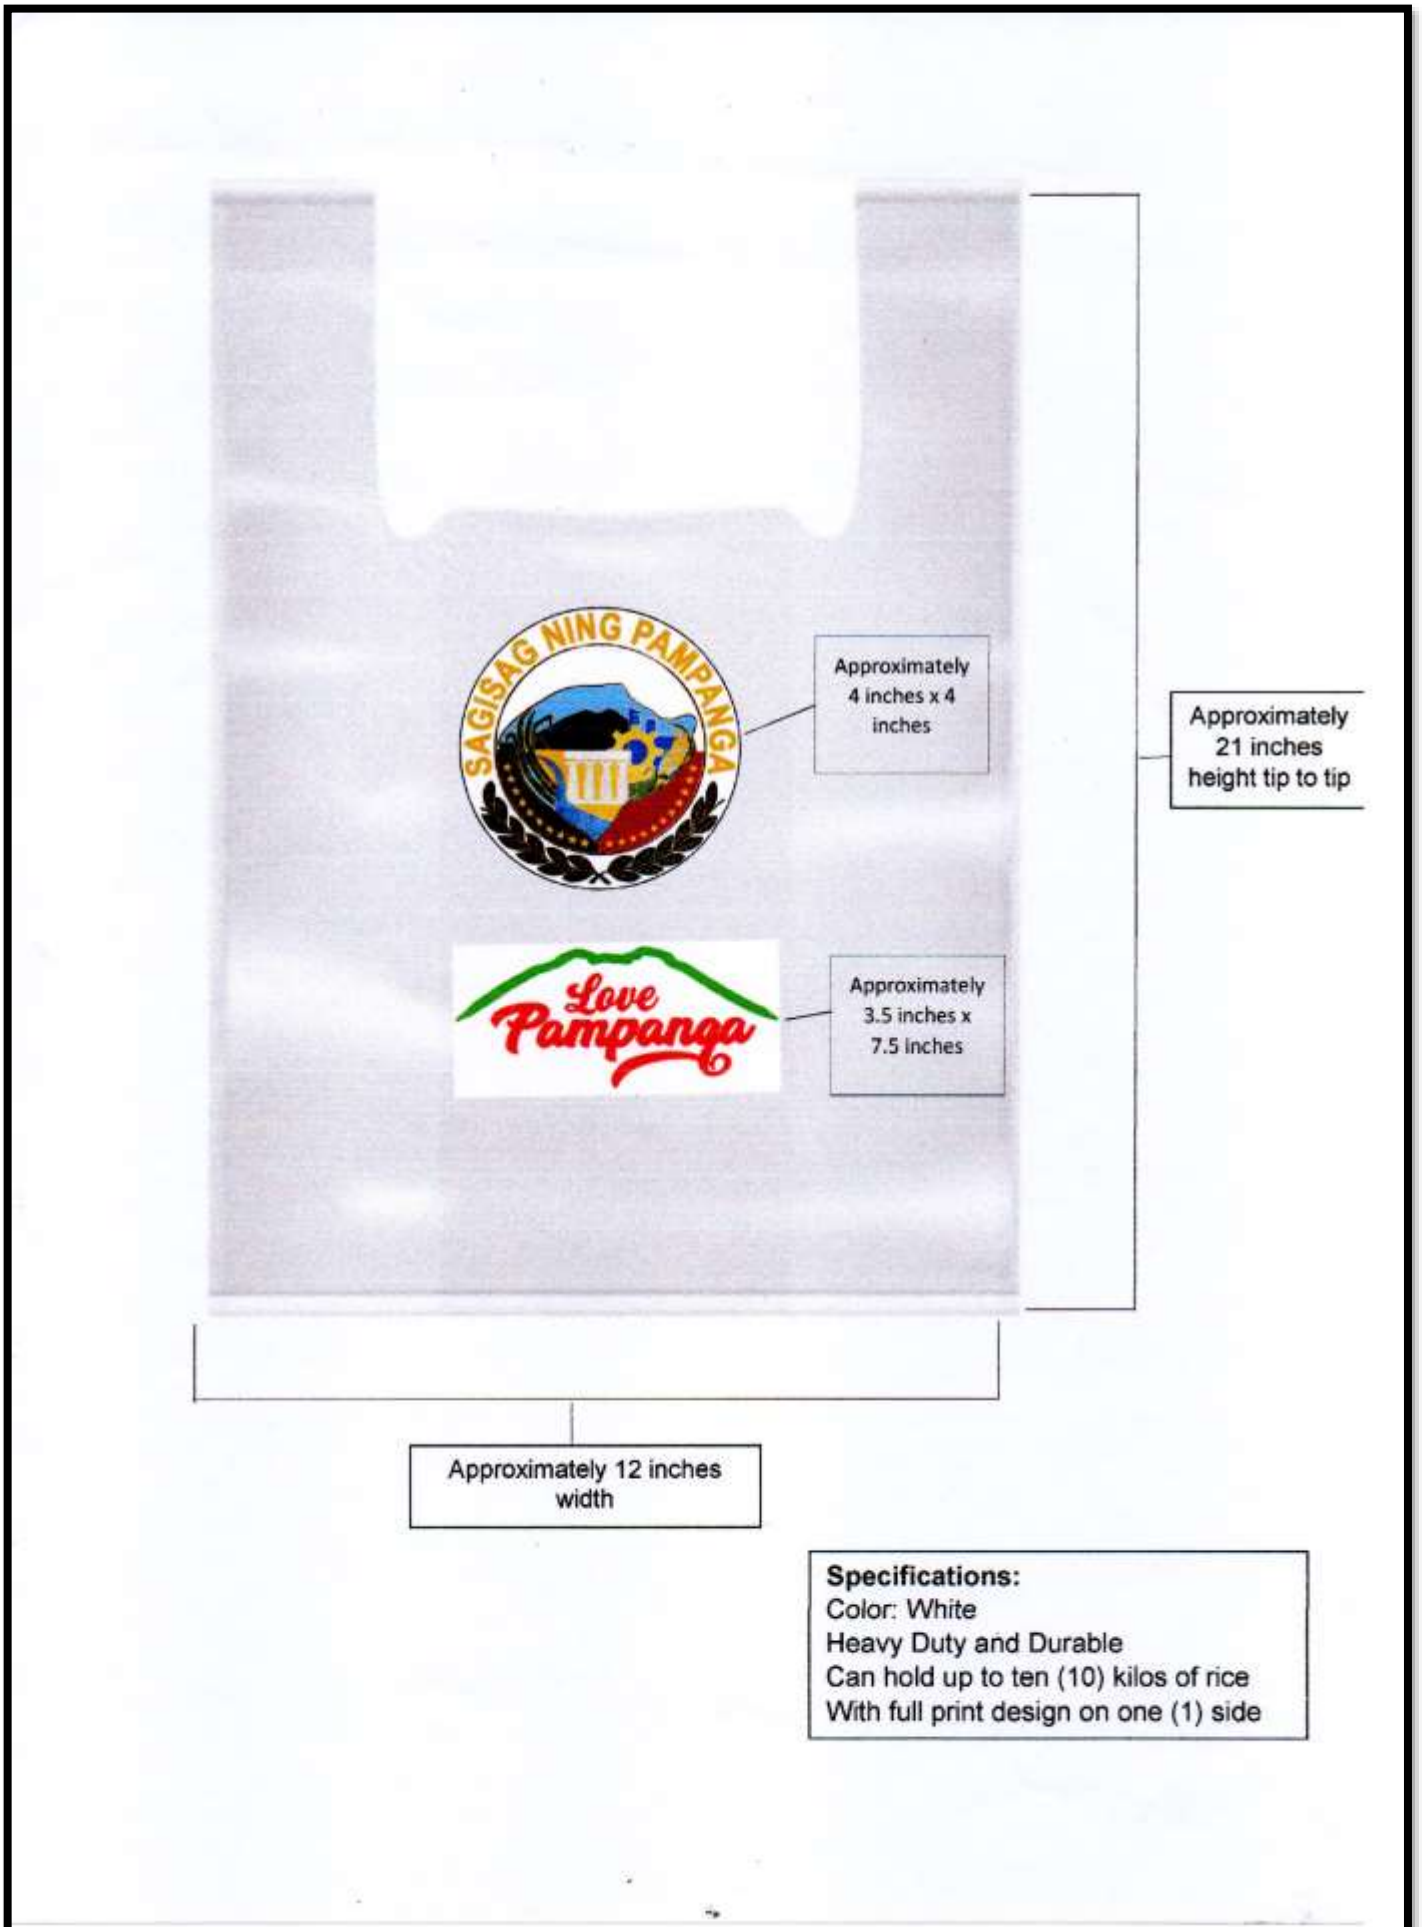 SAGISAG NING PAMPANGA
Approximately
4 inches x 4
inches
Approximately
21 inches
height tip to tip
Love
Pampanga
Approximately
3.5 inches x
7.5 inches
Approximately 12 inches
width
Specifications:
Color: White
Heavy Duty and Durable
Can hold up to ten (10) kilos of rice
With full print design on one (1) side